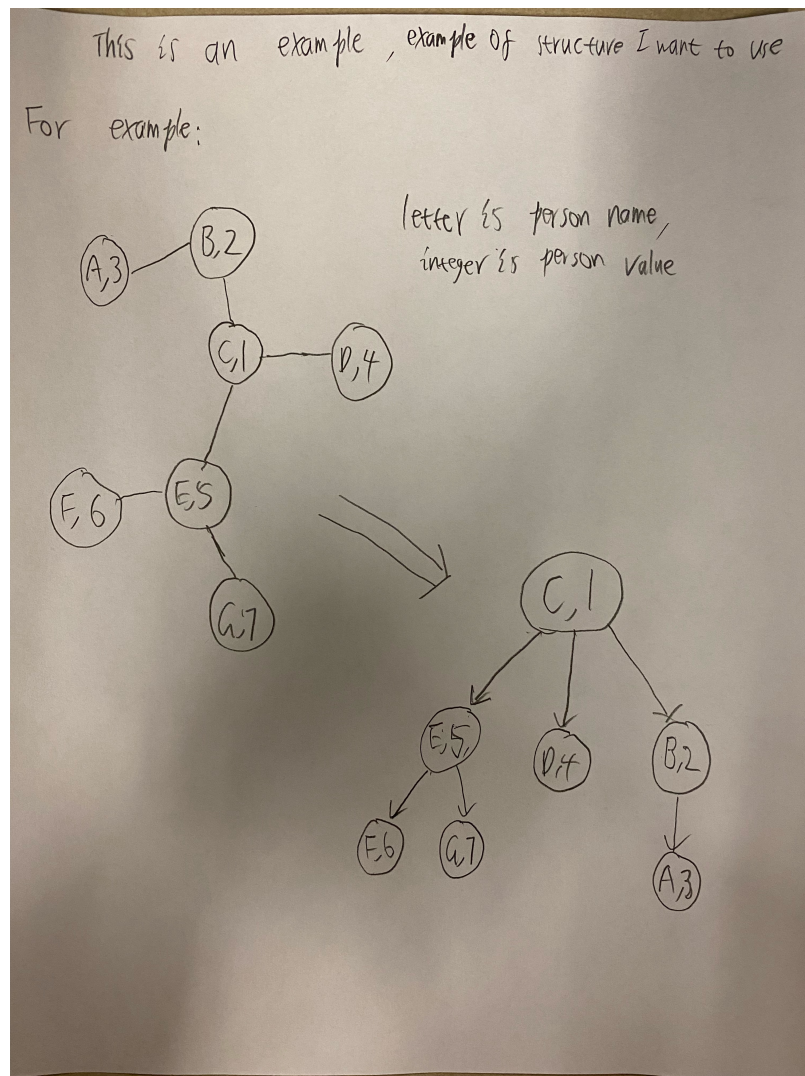 This is an example, example of structure I want to use
For example:
letter is person name,
integer is person value
B,2
A,3
C,1
D,4
E,5
F,6
G,7
C,1
E,5,
D,4
B,2
F,6
G,7
A,3